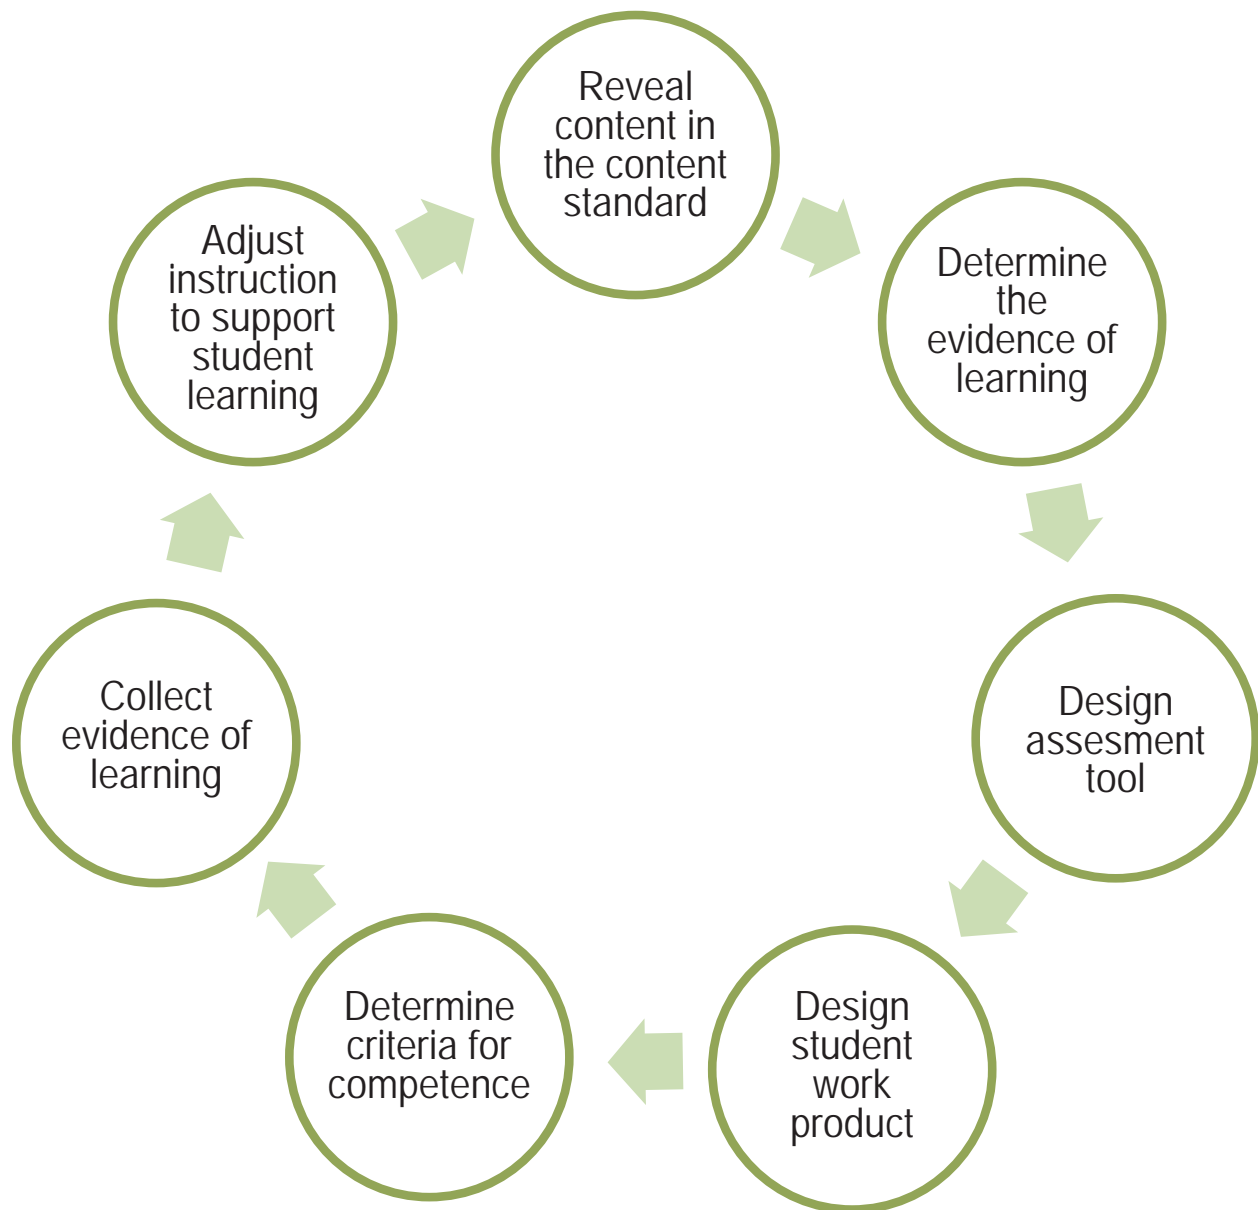 Reveal
content in
the content
standard
Determine
the
evidence of
learning
Design
assesment
tool
Design
student
work
product
Determine
criteria for
competence
Collect
evidence of
learning
Adjust
instruction
to support
student
learning